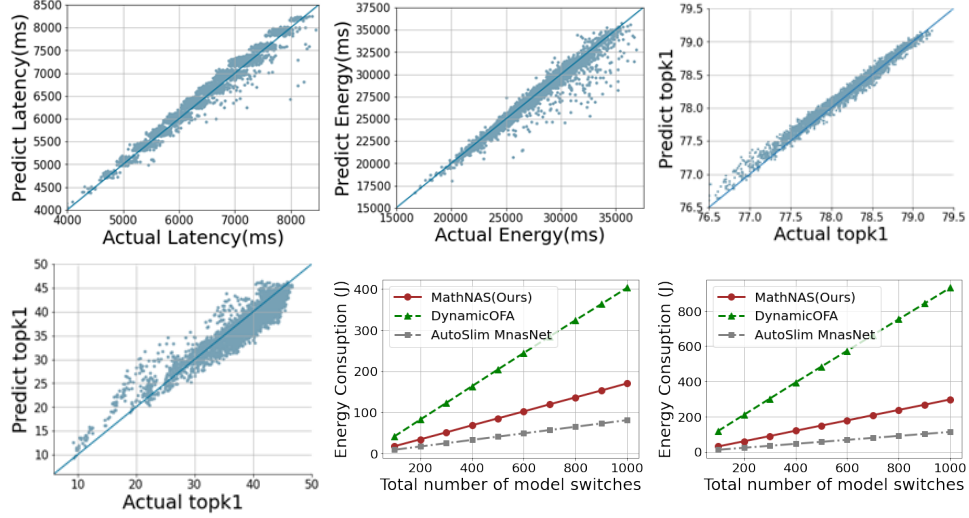 8500
8000
7500
7000
6500
6000
5500
5000
4500
4000
Predict Latency(ms)
4000 5000 6000 7000 8000
Actual Latency(ms)
37500
35000
32500
30000
27500
25000
22500
20000
17500
15000
Predict Energy(ms)
15000 20000 25000 30000 35000
Actual Energy(ms)
79.5
79.0
78.5
78.0
77.5
77.0
76.5
Predict topk1
76.5 77.0 77.5 78.0 78.5 79.0 79.5
Actual topk1
50
45
40
35
30
25
20
15
10
Predict topk1
10 20 30 40 50
Actual topk1
400
300
200
100
0
Energy Consuption (J)
MathNAS(Ours)
DynamicOFA
AutoSlim MnasNet
200 400 600 800 1000
Total number of model switches
800
600
400
200
0
Energy Consuption (J)
MathNAS(Ours)
DynamicOFA
AutoSlim MnasNet
200 400 600 800 1000
Total number of model switches